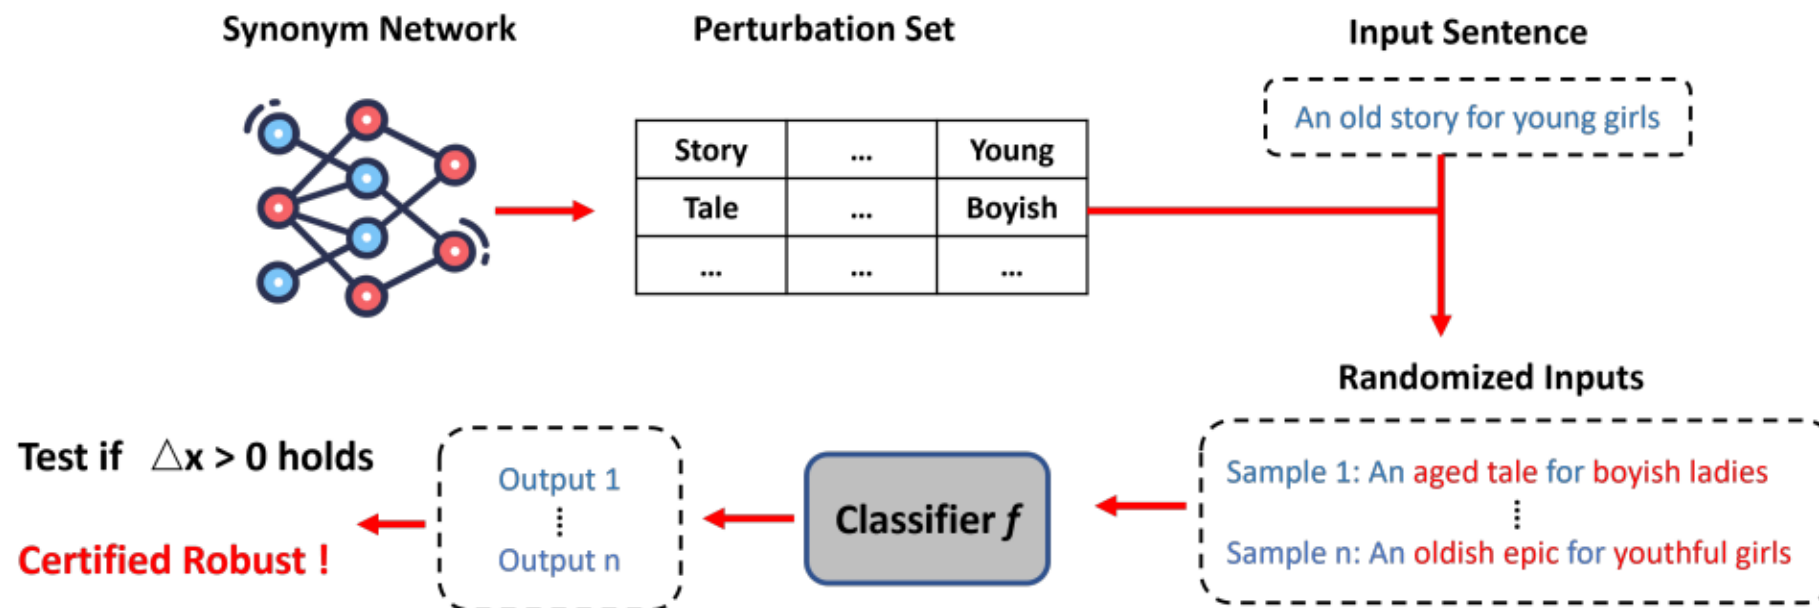 Synonym Network
Perturbation Set
Input Sentence
An old story for young girls
Story ... Young
Tale ... Boyish
... ... ...
Randomized Inputs
Sample 1: An aged tale for boyish ladies
Sample n: An oldish epic for youthful girls
Classifier f
Output 1
Output n
Test if △x > 0 holds
Certified Robust !